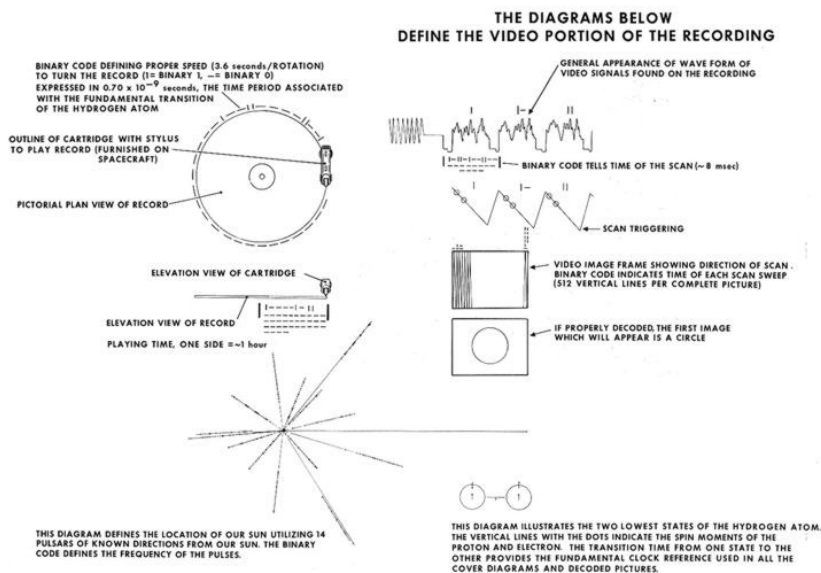 THE DIAGRAMS BELOW
DEFINE THE VIDEO PORTION OF THE RECORDING
BINARY CODE DEFINING PROPER SPEED (3.6 seconds/ROTATION)
TO TURN THE RECORD (|= BINARY 1, —= BINARY 0)
EXPRESSED IN 0.70 x 10⁻⁹ seconds, THE TIME PERIOD ASSOCIATED
WITH THE FUNDAMENTAL TRANSITION
OF THE HYDROGEN ATOM
OUTLINE OF CARTRIDGE WITH STYLUS
TO PLAY RECORD (FURNISHED ON
SPACECRAFT)
PICTORIAL PLAN VIEW OF RECORD
ELEVATION VIEW OF CARTRIDGE
ELEVATION VIEW OF RECORD
PLAYING TIME, ONE SIDE = ~1 hour
THIS DIAGRAM DEFINES THE LOCATION OF OUR SUN UTILIZING 14
PULSARS OF KNOWN DIRECTIONS FROM OUR SUN. THE BINARY
CODE DEFINES THE FREQUENCY OF THE PULSES.
GENERAL APPEARANCE OF WAVE FORM OF
VIDEO SIGNALS FOUND ON THE RECORDING
BINARY CODE TELLS TIME OF THE SCAN (~ 8 msec)
SCAN TRIGGERING
VIDEO IMAGE FRAME SHOWING DIRECTION OF SCAN.
BINARY CODE INDICATES TIME OF EACH SCAN SWEEP
(512 VERTICAL LINES PER COMPLETE PICTURE)
IF PROPERLY DECODED, THE FIRST IMAGE
WHICH WILL APPEAR IS A CIRCLE
THIS DIAGRAM ILLUSTRATES THE TWO LOWEST STATES OF THE HYDROGEN ATOM.
THE VERTICAL LINES WITH THE DOTS INDICATE THE SPIN MOMENTS OF THE
PROTON AND ELECTRON. THE TRANSITION TIME FROM ONE STATE TO THE
OTHER PROVIDES THE FUNDAMENTAL CLOCK REFERENCE USED IN ALL THE
COVER DIAGRAMS AND DECODED PICTURES.